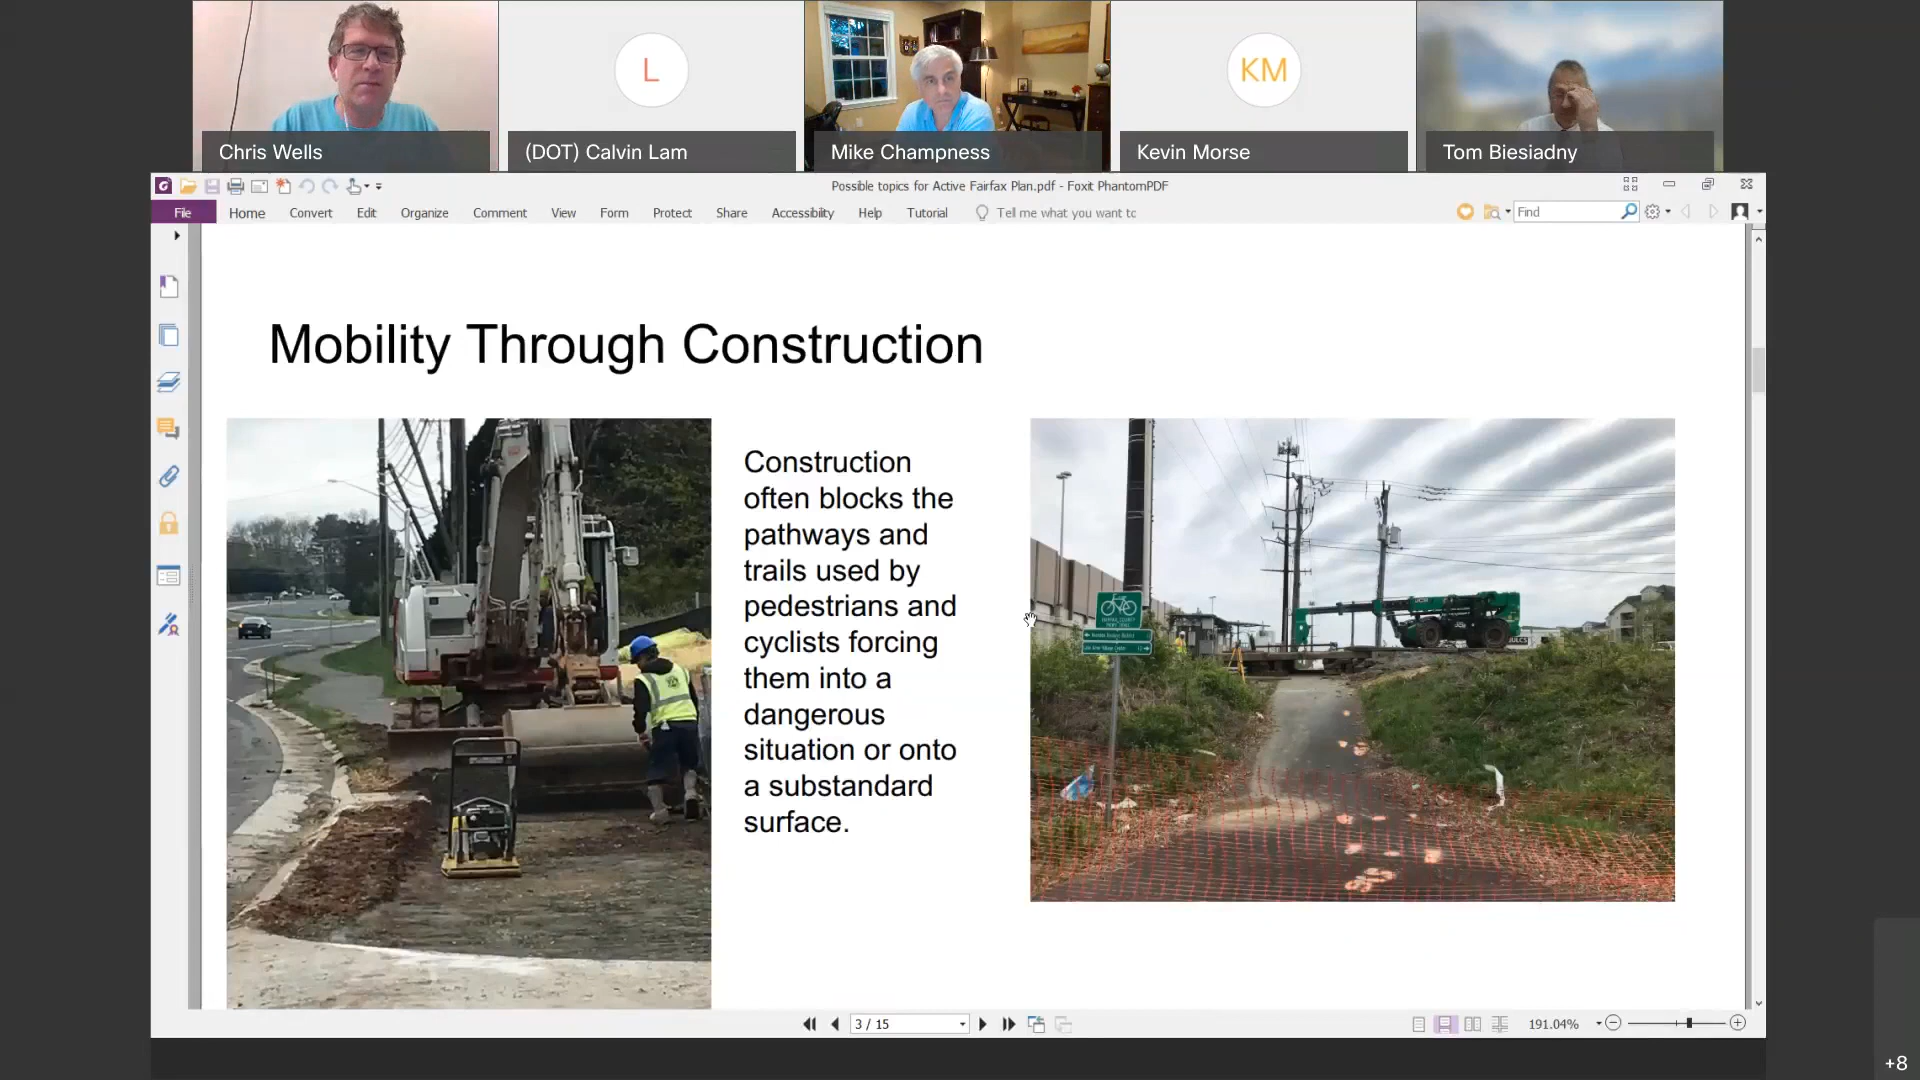 L
KM
Chris Wells
(DOT) Calvin Lam
Mike Champness
Kevin Morse
Tom Biesiadny
Possible topics for Active Fairfax Plan.pdf - Foxit PhantomPDF
File Home Convert Edit Organize Comment View Form Protect Share Accessibility Help Tutorial Tell me what you want tc Find
Mobility Through Construction
Construction
often blocks the
pathways and
trails used by
pedestrians and
cyclists forcing
them into a
dangerous
situation or onto
a substandard
surface.
3 / 15
191.04%
+8